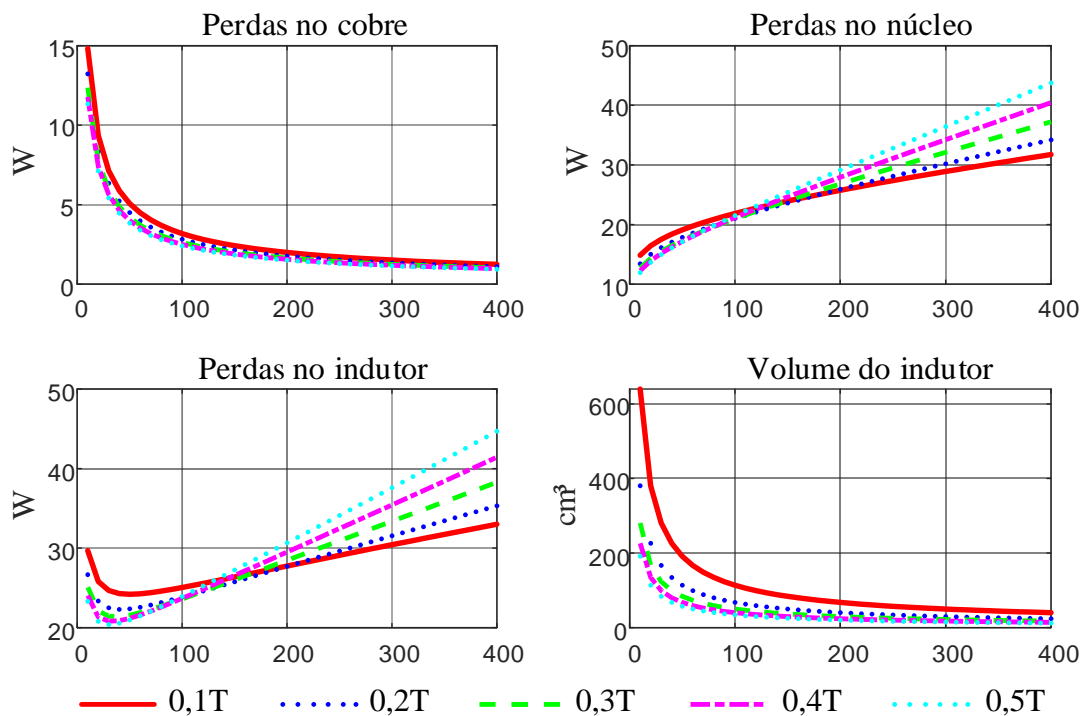 Perdas no cobre
15
10
5
0
W
0 100 200 300 400
Perdas no núcleo
50
40
30
20
10
W
0 100 200 300 400
Perdas no indutor
50
40
30
20
W
0 100 200 300 400
Volume do indutor
600
400
200
0
cm³
0 100 200 300 400
0,1T 0,2T 0,3T 0,4T 0,5T